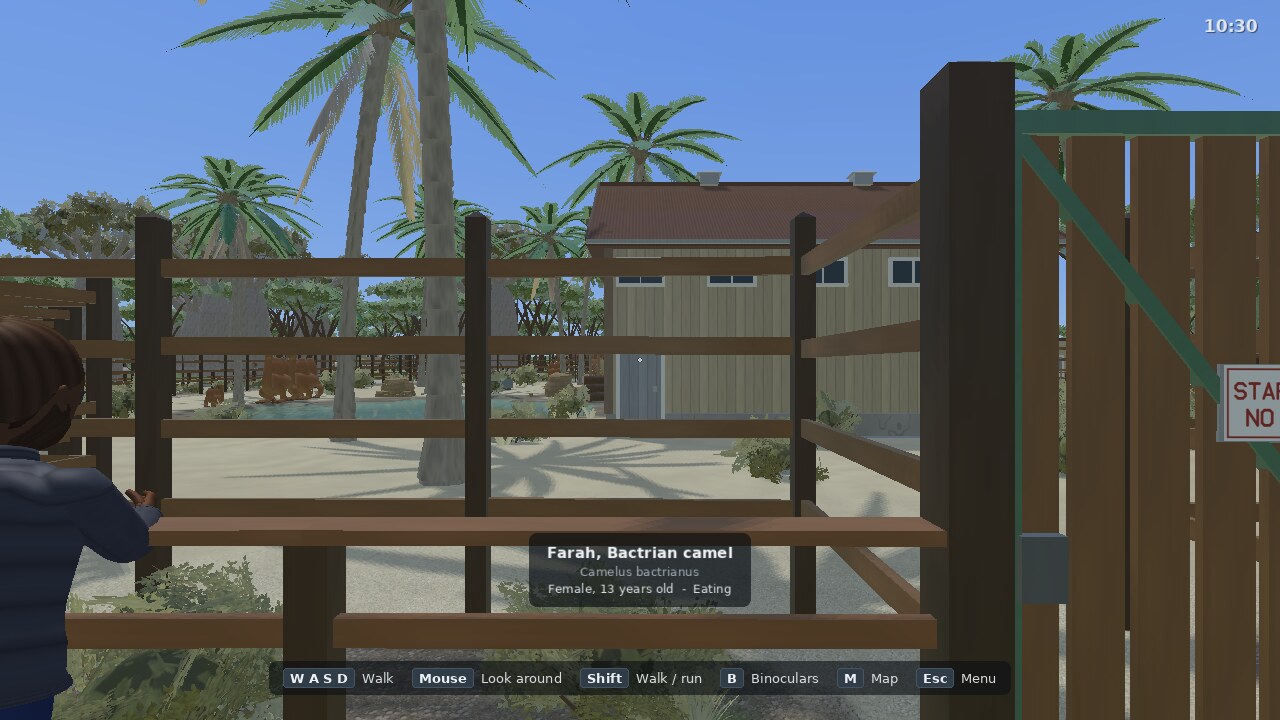 10:30
STAF
NO
Farah, Bactrian camel
Camelus bactrianus
Female, 13 years old - Eating
W A S D Walk Mouse Look around Shift Walk / run B Binoculars M Map Esc Menu